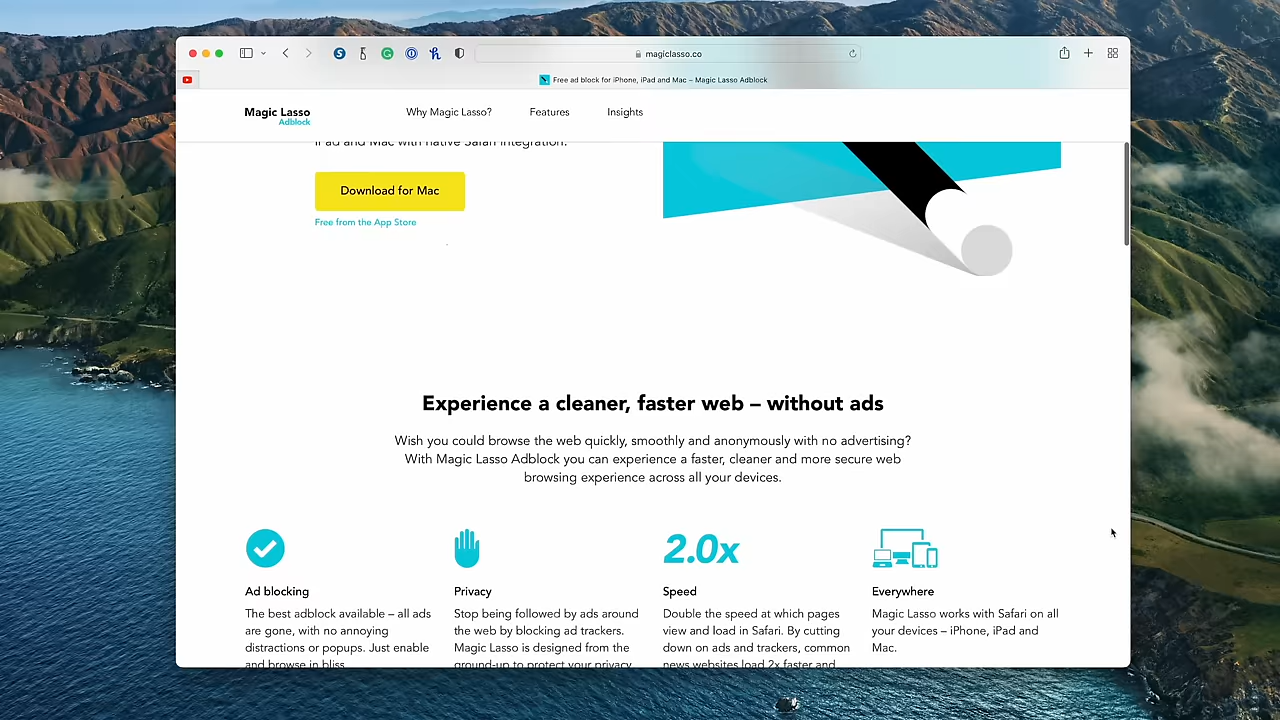 magiclasso.co
Free ad block for iPhone, iPad and Mac – Magic Lasso Adblock
Magic Lasso
Adblock
Why Magic Lasso?
Features
Insights
iPad and Mac with native Safari integration.
Download for Mac
Free from the App Store
Experience a cleaner, faster web – without ads
Wish you could browse the web quickly, smoothly and anonymously with no advertising?
With Magic Lasso Adblock you can experience a faster, cleaner and more secure web
browsing experience across all your devices.
2.0x
Ad blocking
The best adblock available – all ads
are gone, with no annoying
distractions or popups. Just enable
and browse in bliss.
Privacy
Stop being followed by ads around
the web by blocking ad trackers.
Magic Lasso is designed from the
ground-up to protect your privacy
Speed
Double the speed at which pages
view and load in Safari. By cutting
down on ads and trackers, common
news websites load 2x faster and
Everywhere
Magic Lasso works with Safari on all
your devices – iPhone, iPad and
Mac.